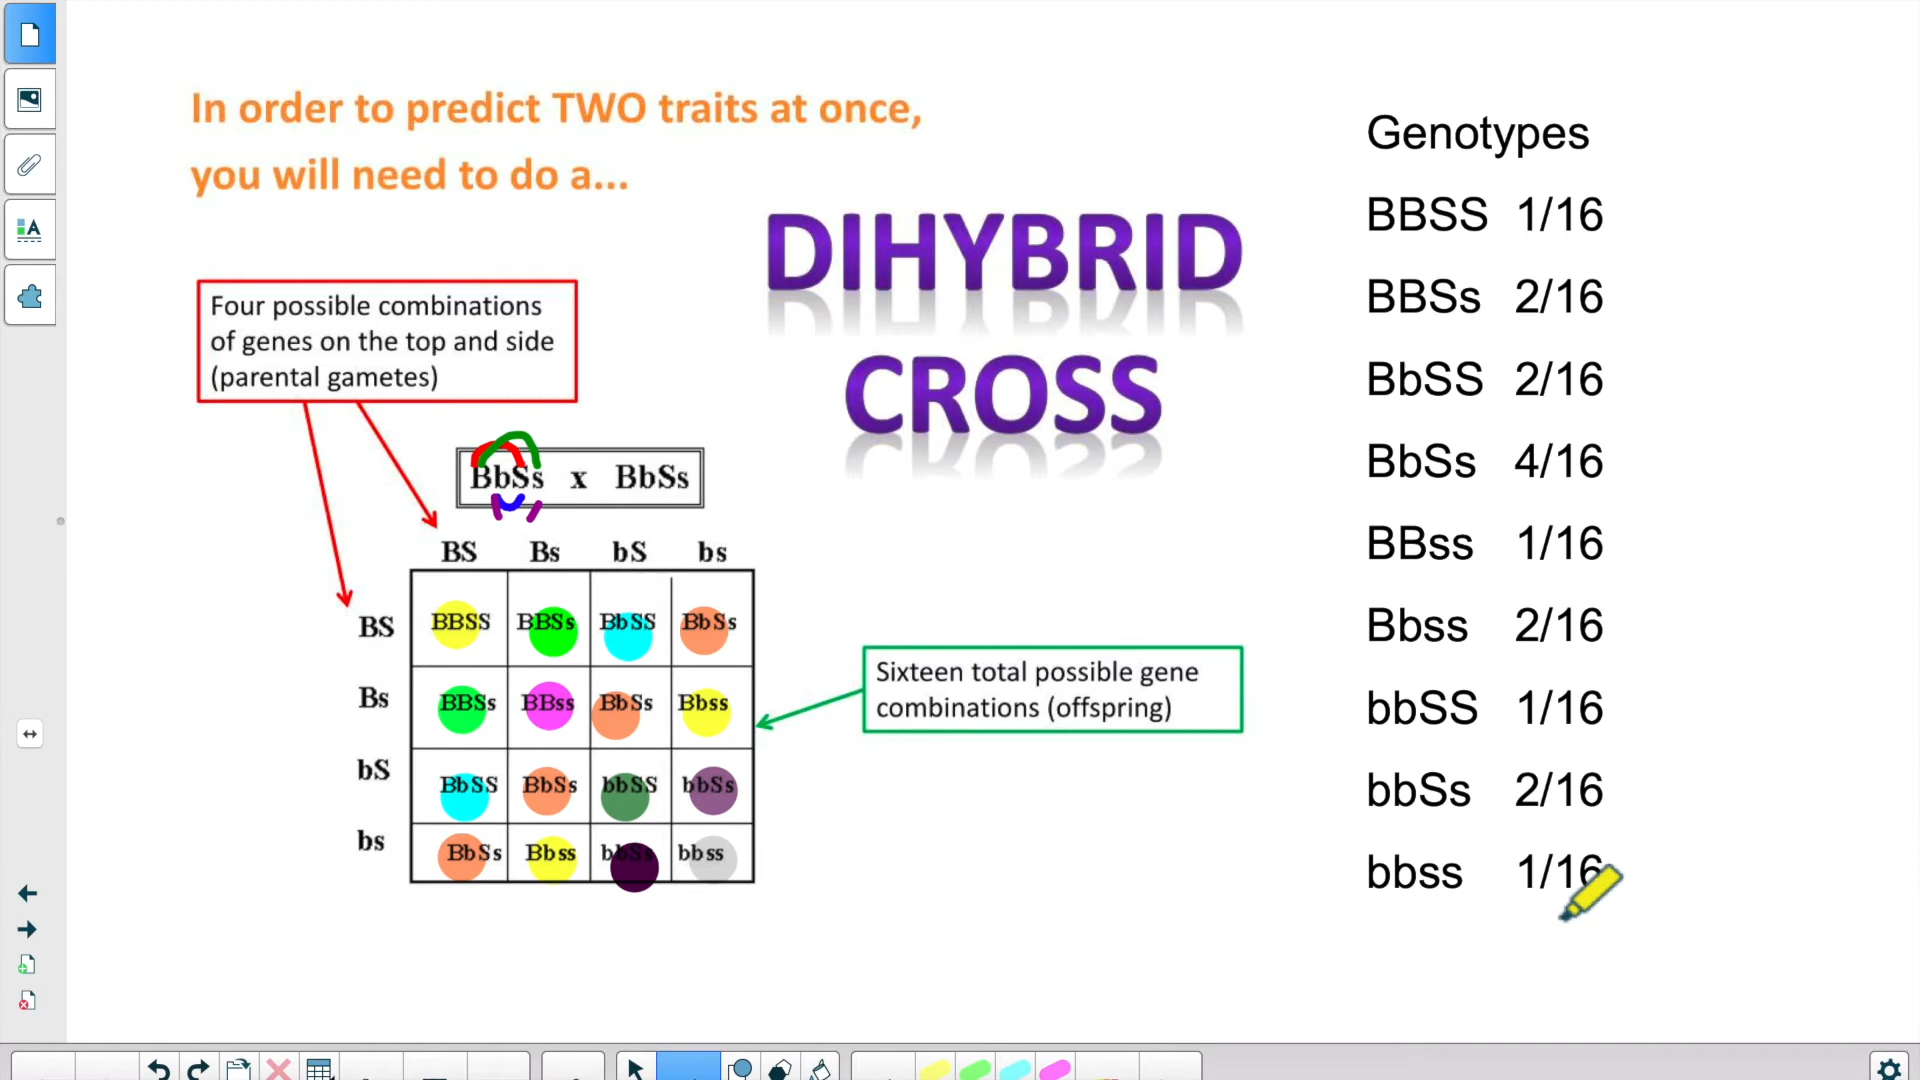 In order to predict TWO traits at once,
you will need to do a...
DIHYBRID
CROSS
Four possible combinations
of genes on the top and side
(parental gametes)
BbSs x BbSs
BS Bs bS bs
BS BBSS BBSs BbSS BbSs
Bs BBSs BBss BbSs Bbss
bS BbSS BbSs bbSS bbSs
bs BbSs Bbss bbSs bbss
Sixteen total possible gene
combinations (offspring)
Genotypes
BBSS 1/16
BBSs 2/16
BbSS 2/16
BbSs 4/16
BBss 1/16
Bbss 2/16
bbSS 1/16
bbSs 2/16
bbss 1/16